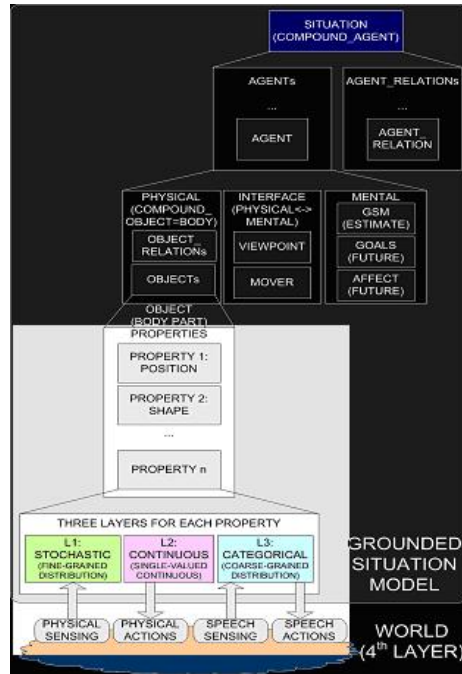 SITUATION
(COMPOUND_AGENT)
AGENTs
...
AGENT
AGENT_RELATIONs
...
AGENT_
RELATION
PHYSICAL
(COMPOUND_
OBJECT=BODY)
OBJECT_
RELATIONs
OBJECTs
INTERFACE
(PHYSICAL<->
MENTAL)
VIEWPOINT
MOVER
MENTAL
GSM
(ESTIMATE)
GOALS
(FUTURE)
AFFECT
(FUTURE)
OBJECT
(BODY PART)
PROPERTIES
PROPERTY 1:
POSITION
PROPERTY 2:
SHAPE
...
PROPERTY n
THREE LAYERS FOR EACH PROPERTY
L1:
STOCHASTIC
(FINE-GRAINED
DISTRIBUTION)
L2:
CONTINUOUS
(SINGLE-VALUED
CONTINUOUS)
L3:
CATEGORICAL
(COARSE-GRAINED
DISTRIBUTION)
GROUNDED
SITUATION
MODEL
PHYSICAL
SENSING
PHYSICAL
ACTIONS
SPEECH
SENSING
SPEECH
ACTIONS
WORLD
(4th LAYER)